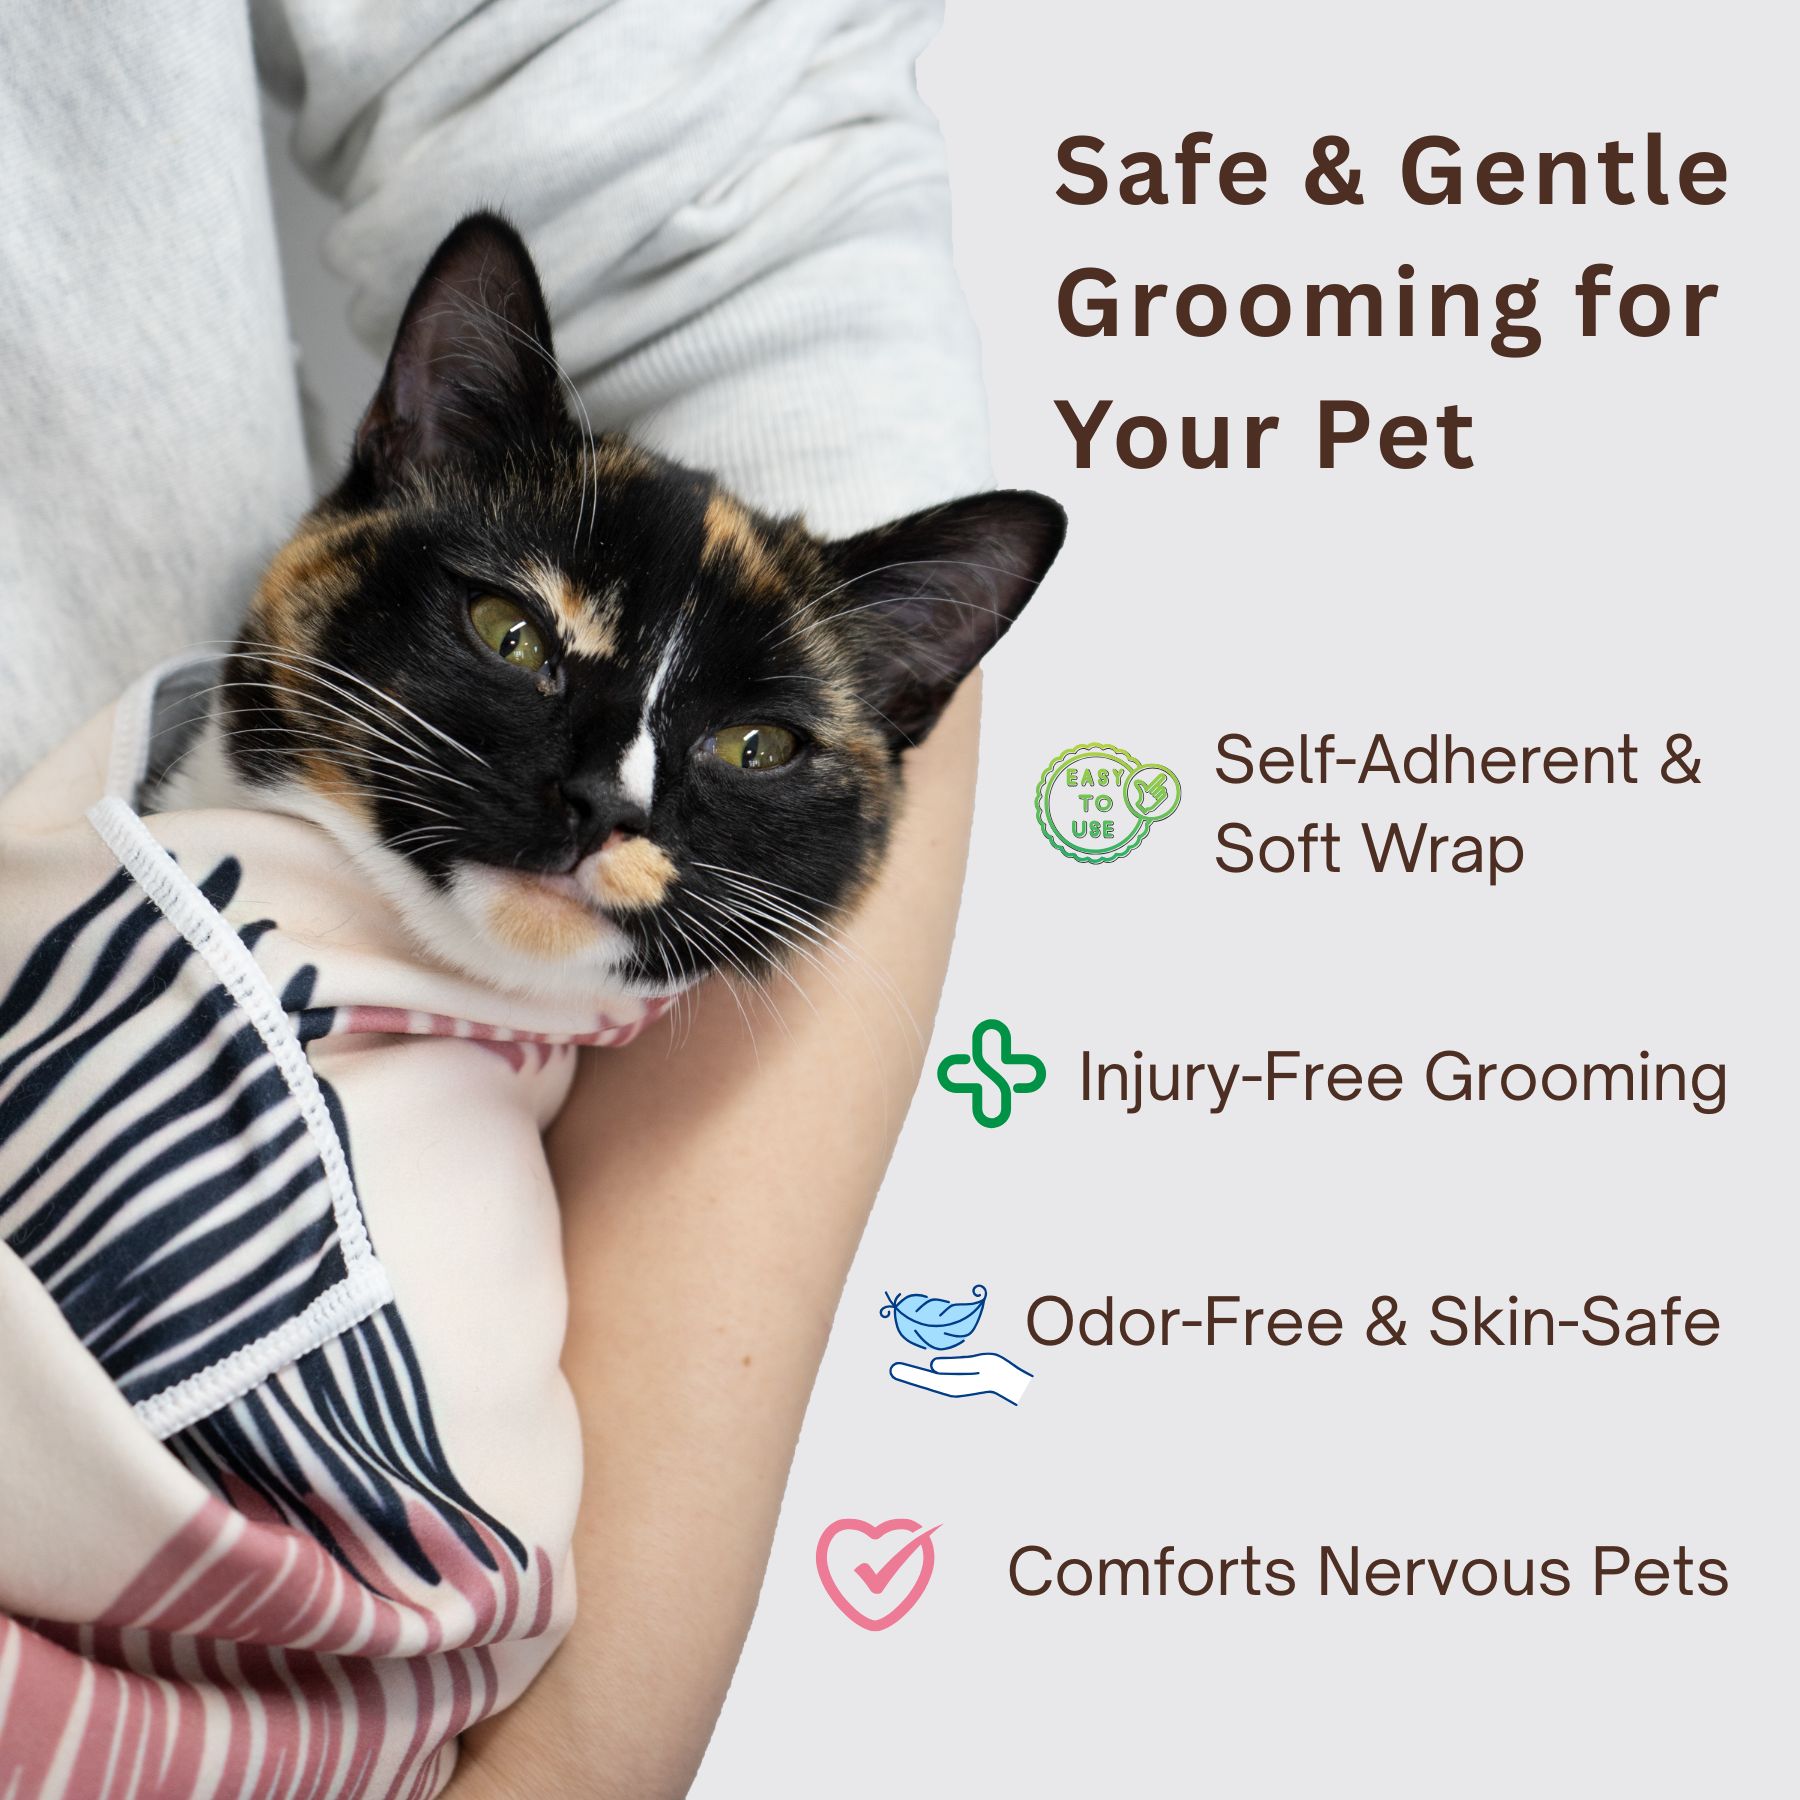 Safe & Gentle
Grooming for
Your Pet
EASY
TO
USE
Self-Adherent &
Soft Wrap
Injury-Free Grooming
Odor-Free & Skin-Safe
Comforts Nervous Pets